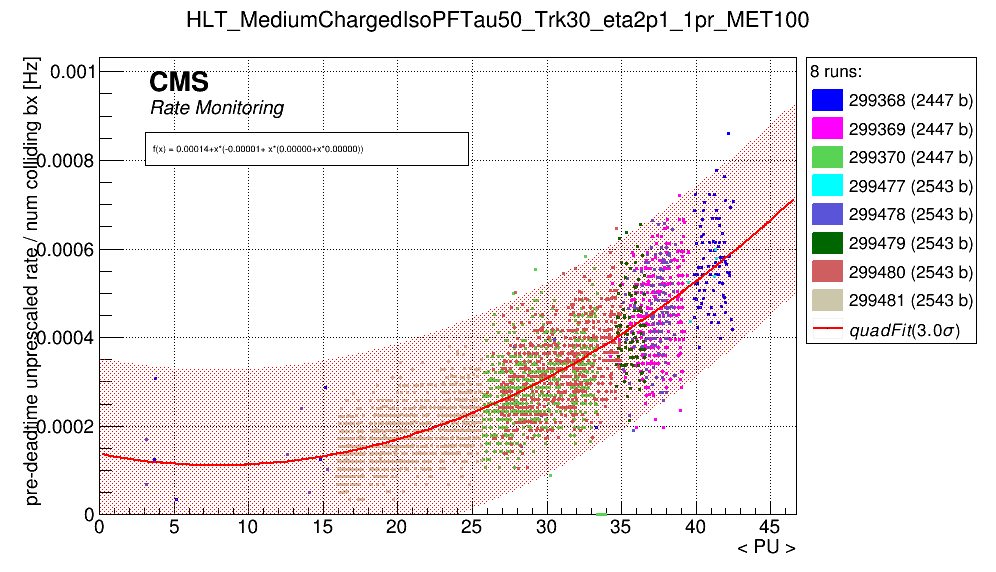 HLT_MediumChargedIsoPFTau50_Trk30_eta2p1_1pr_MET100
pre-deadtime unprescaled rate / num colliding bx [Hz]
0.001
0.0008
0.0006
0.0004
0.0002
0
CMS
Rate Monitoring
f(x) = 0.00014+x*(-0.00001+ x*(0.00000+x*0.00000))
0 5 10 15 20 25 30 35 40 45
< PU >
8 runs:
299368 (2447 b)
299369 (2447 b)
299370 (2447 b)
299477 (2543 b)
299478 (2543 b)
299479 (2543 b)
299480 (2543 b)
299481 (2543 b)
quadFit(3.0σ)